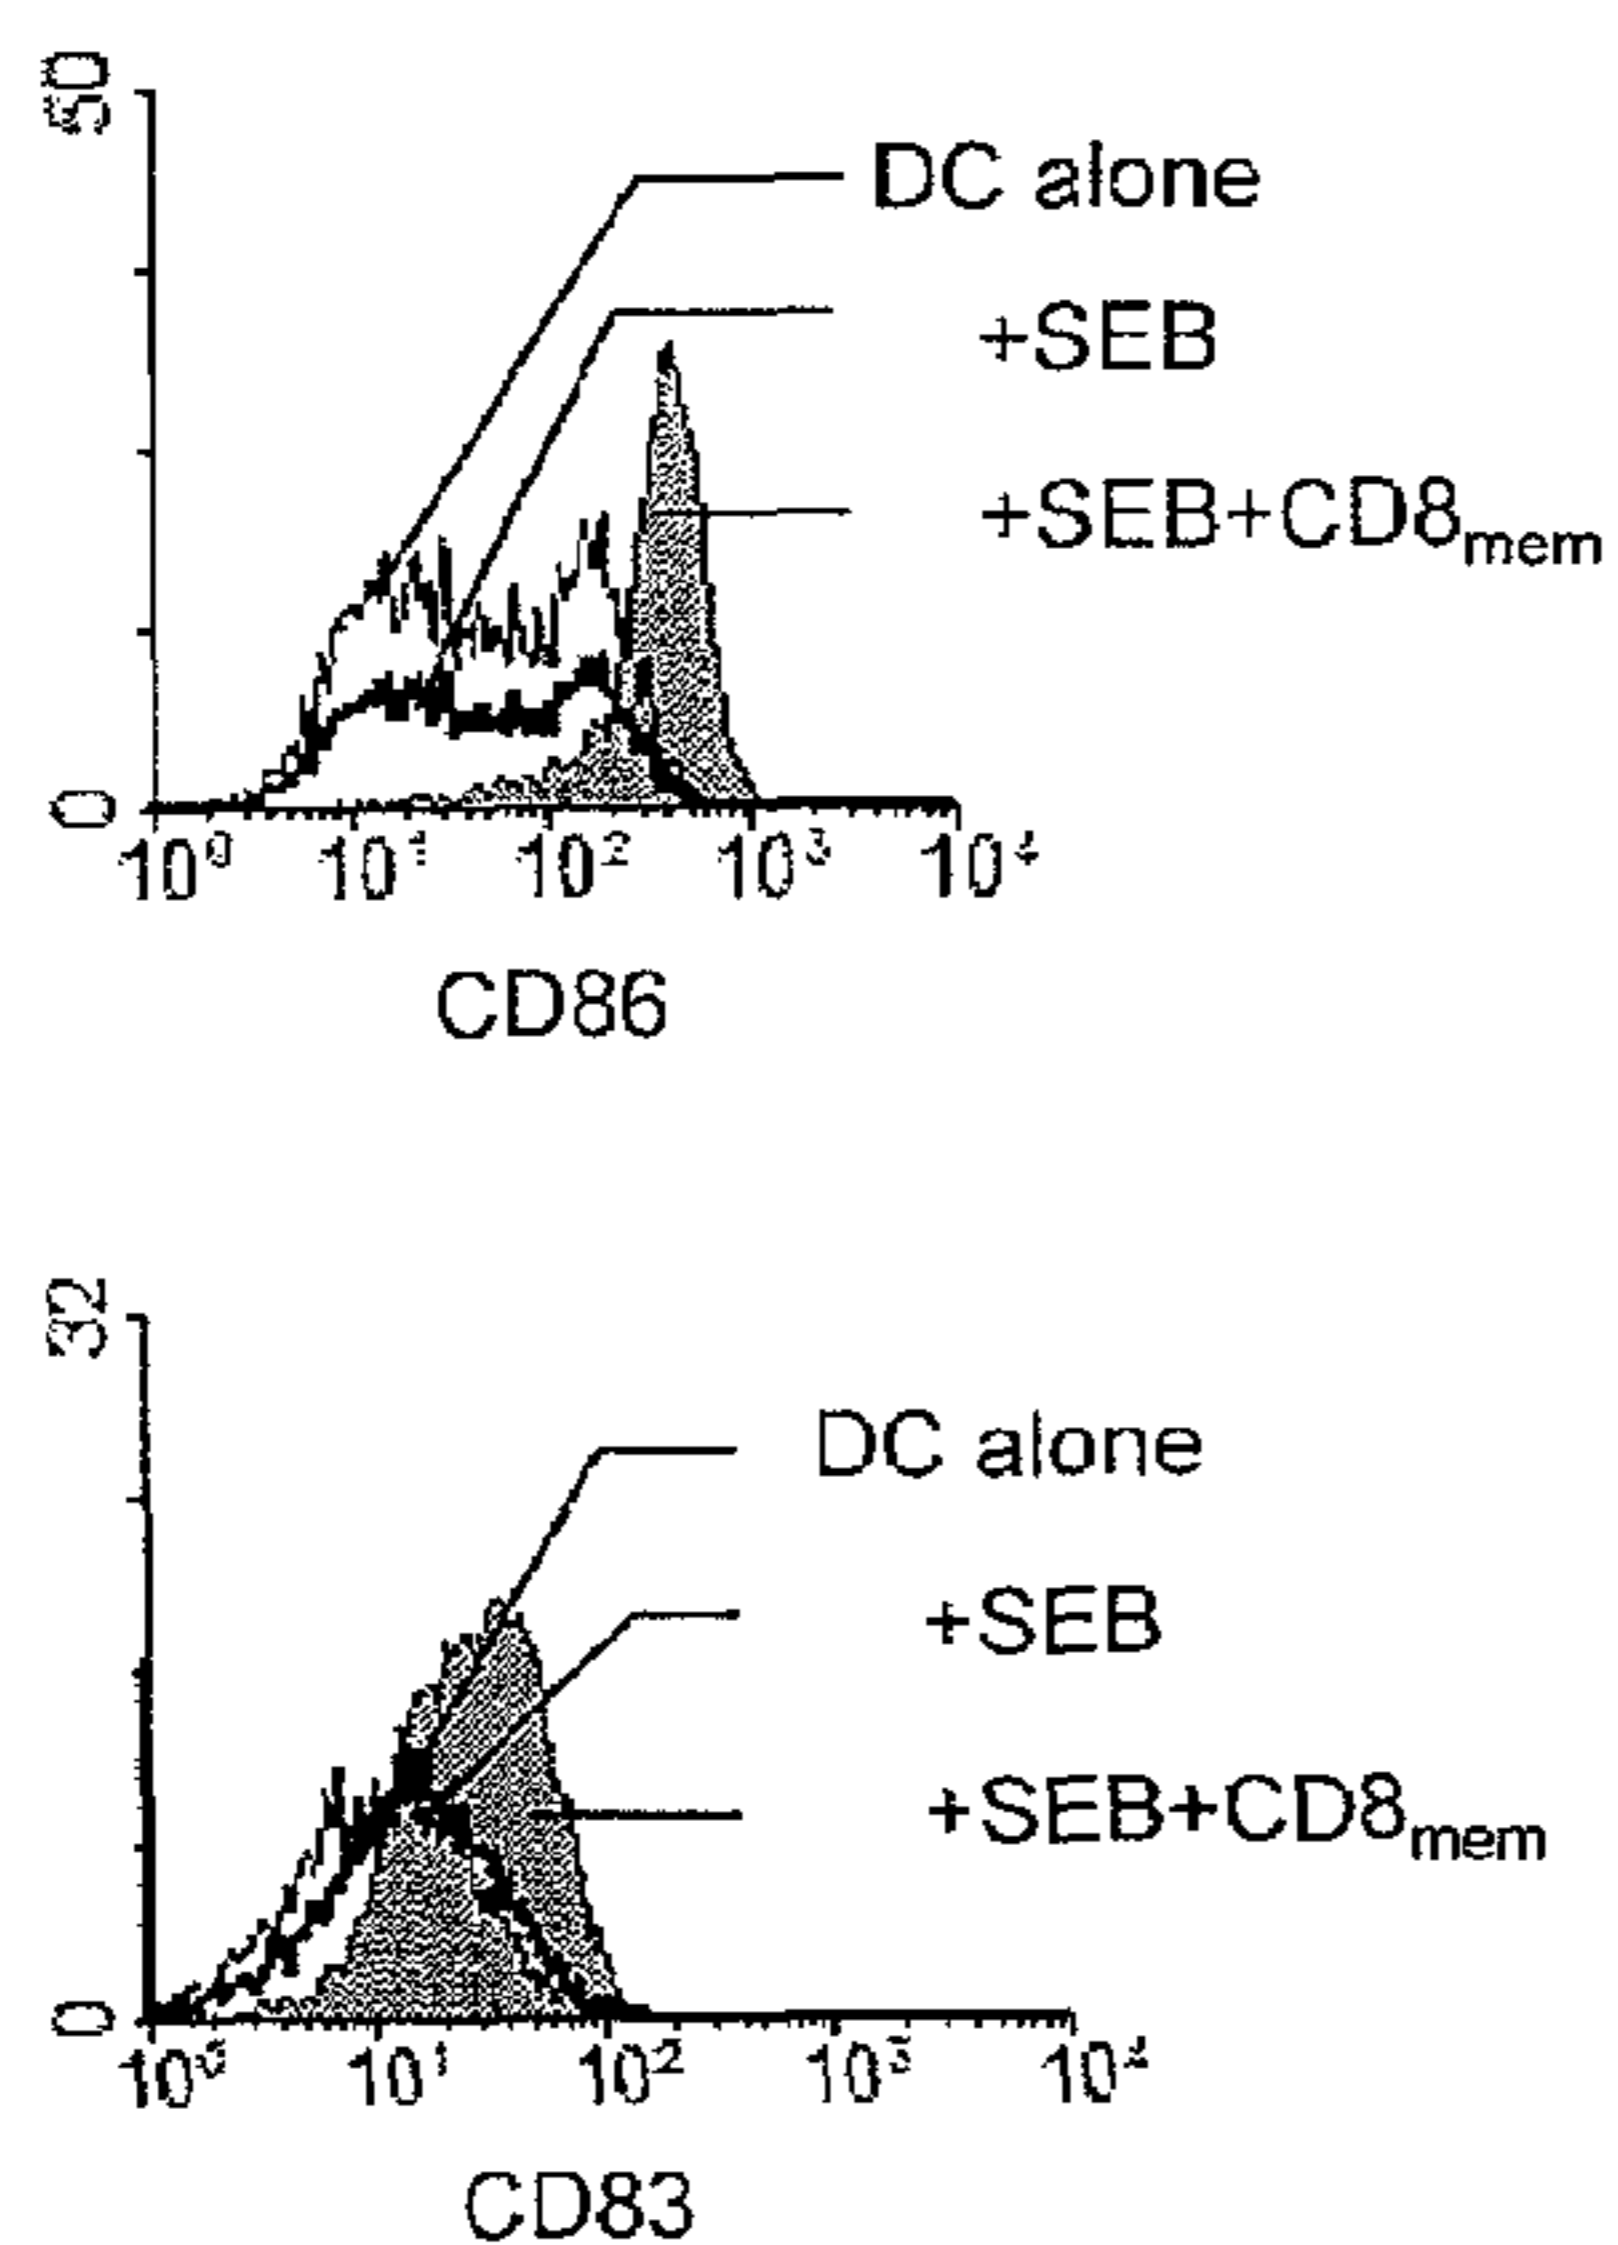 50
DC alone
+SEB
+SEB+CD8mem
0
10⁰ 10¹ 10² 10³ 10⁴
CD86
32
DC alone
+SEB
+SEB+CD8mem
0
10⁰ 10¹ 10² 10³ 10⁴
CD83